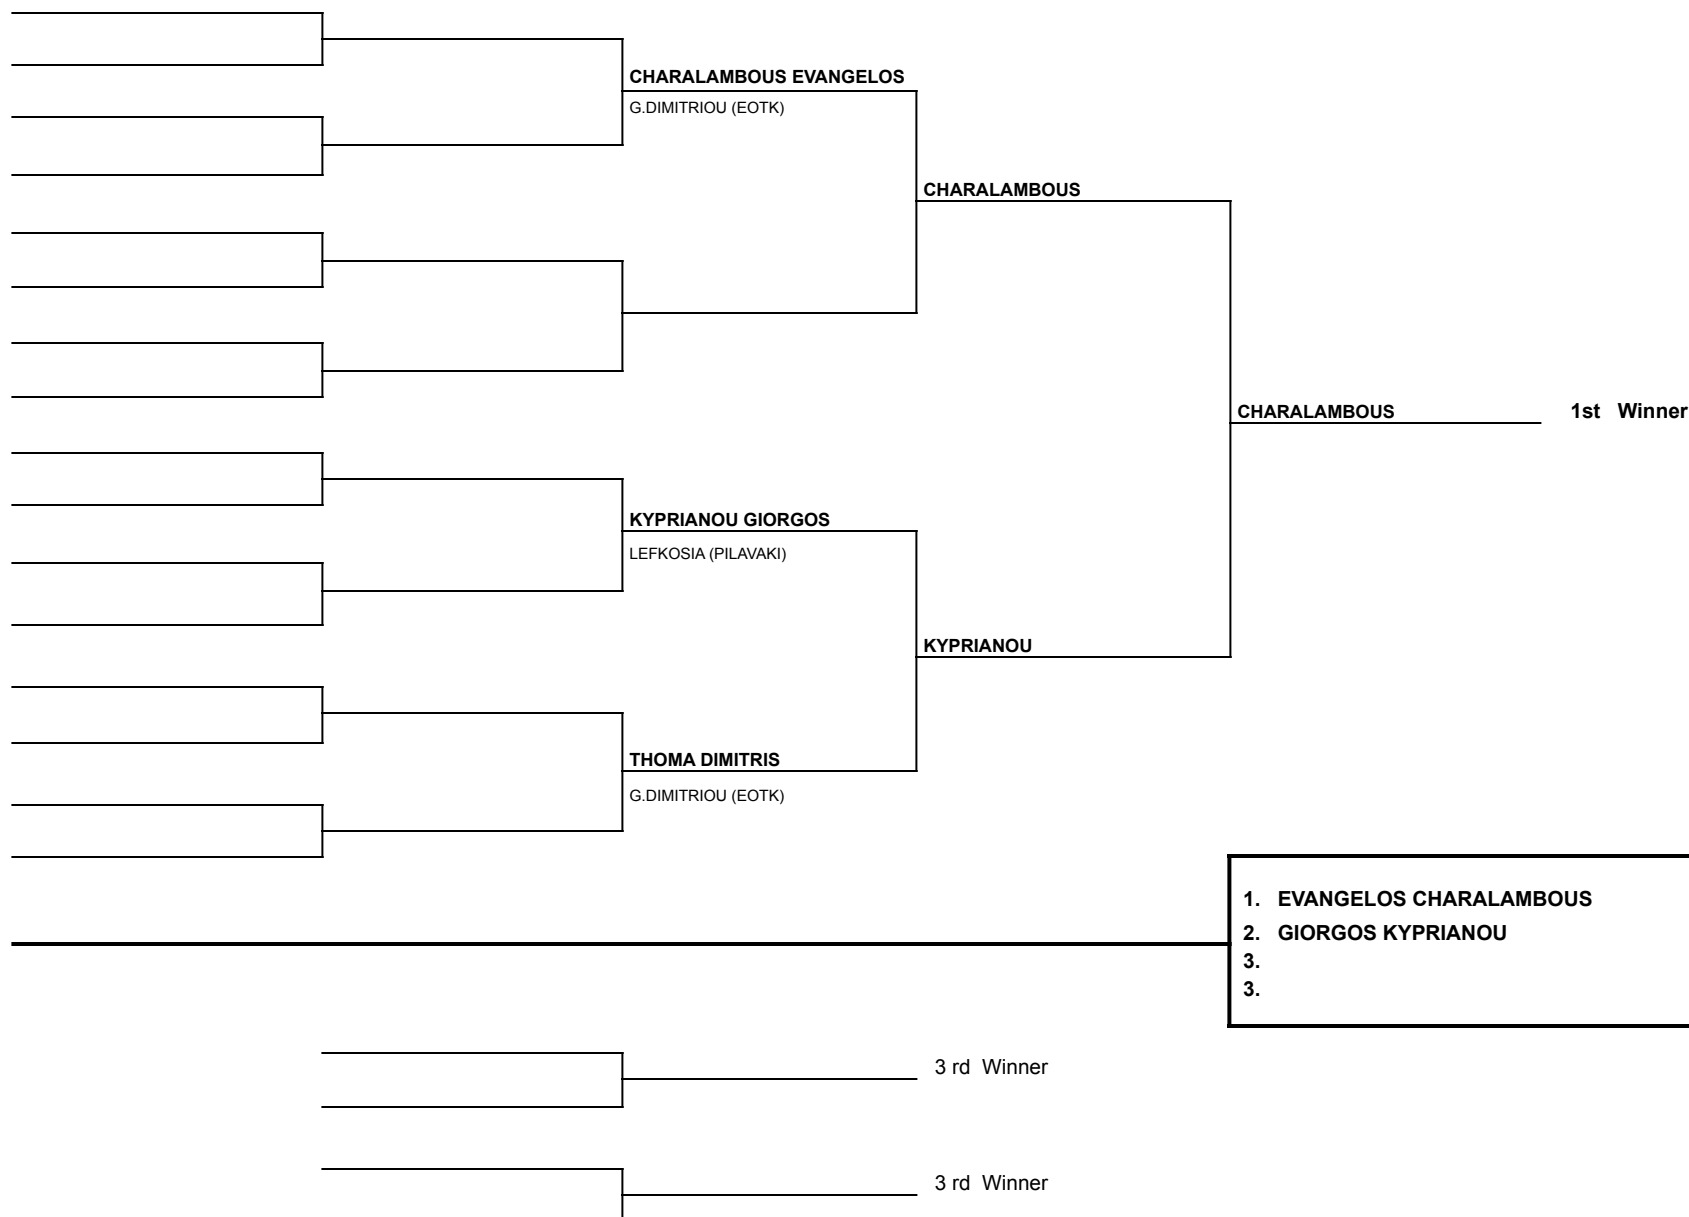 CHARALAMBOUS EVANGELOS
G.DIMITRIOU (EOTK)
CHARALAMBOUS
CHARALAMBOUS
1st Winner
KYPRIANOU GIORGOS
LEFKOSIA (PILAVAKI)
KYPRIANOU
THOMA DIMITRIS
G.DIMITRIOU (EOTK)
1. EVANGELOS CHARALAMBOUS
2. GIORGOS KYPRIANOU
3.
3.
3 rd Winner
3 rd Winner